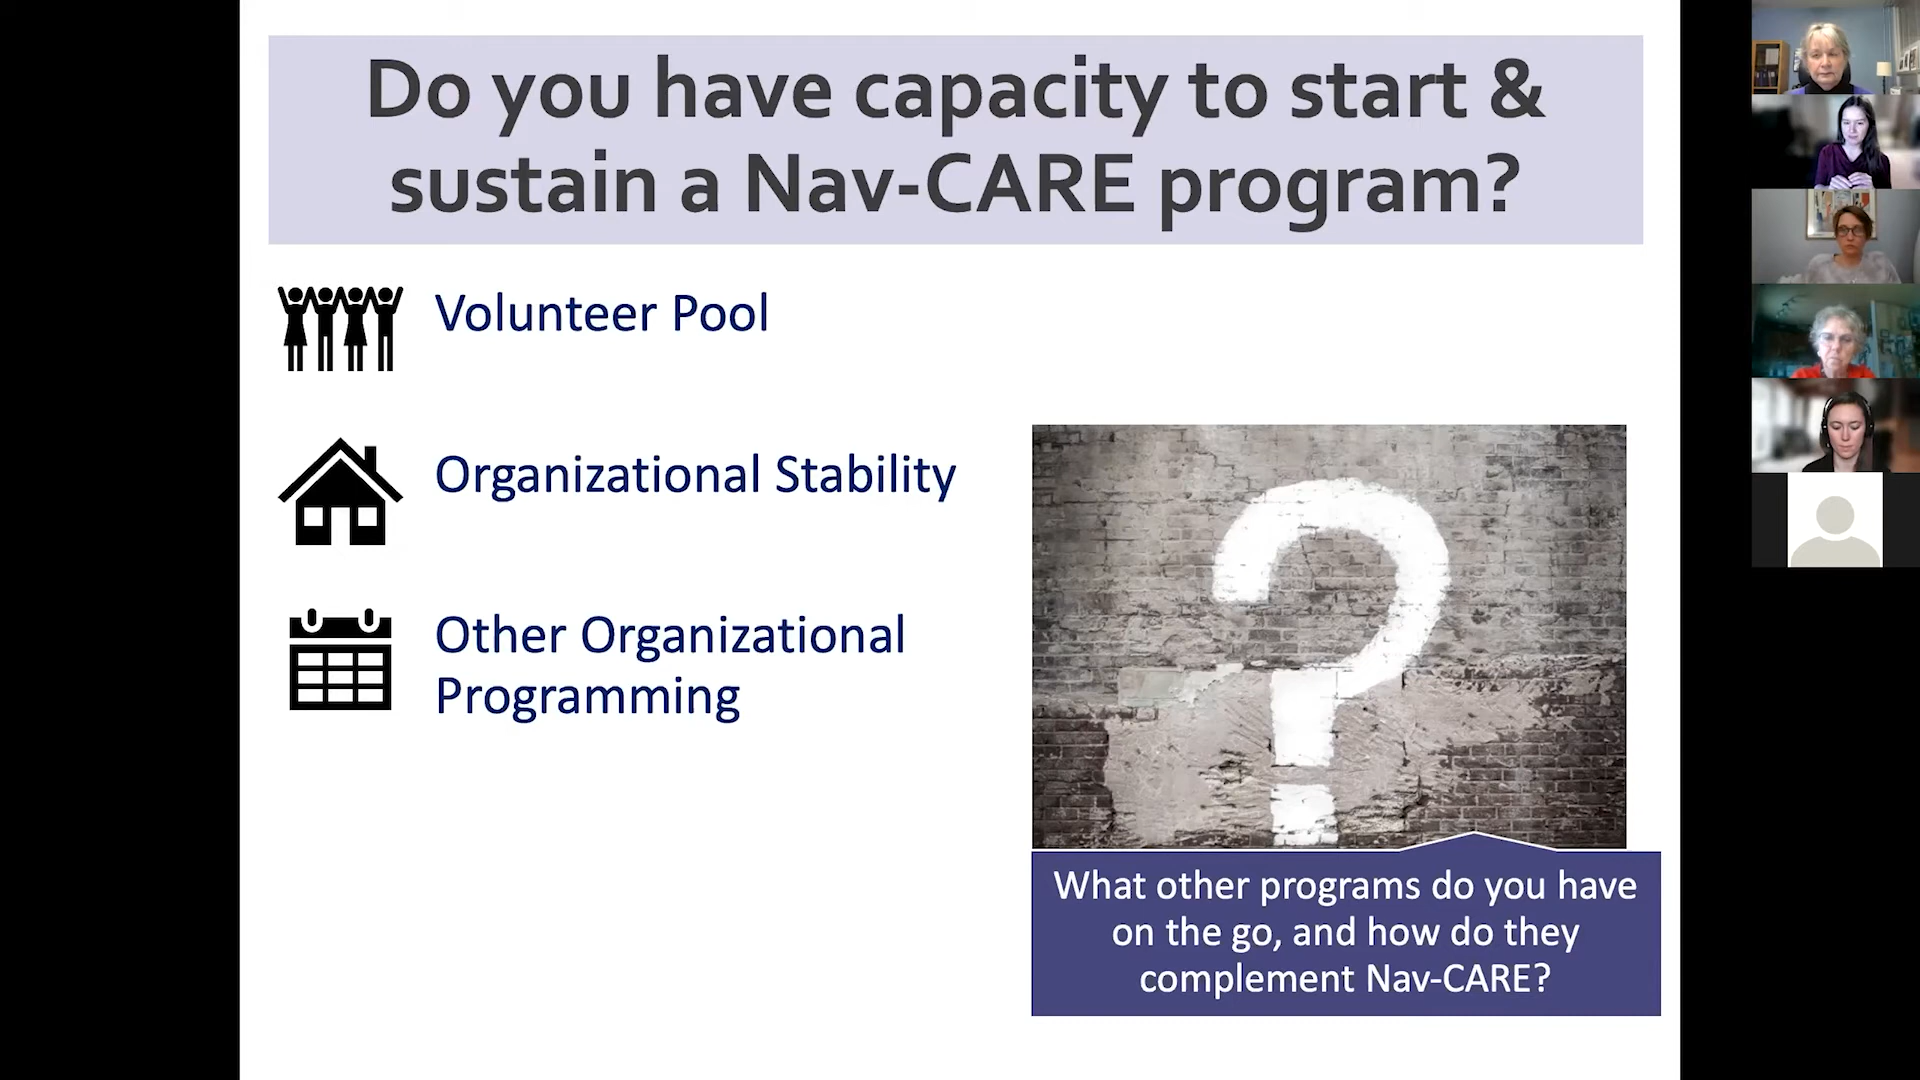 Do you have capacity to start &
sustain a Nav-CARE program?
Volunteer Pool
Organizational Stability
Other Organizational
Programming
What other programs do you have
on the go, and how do they
complement Nav-CARE?